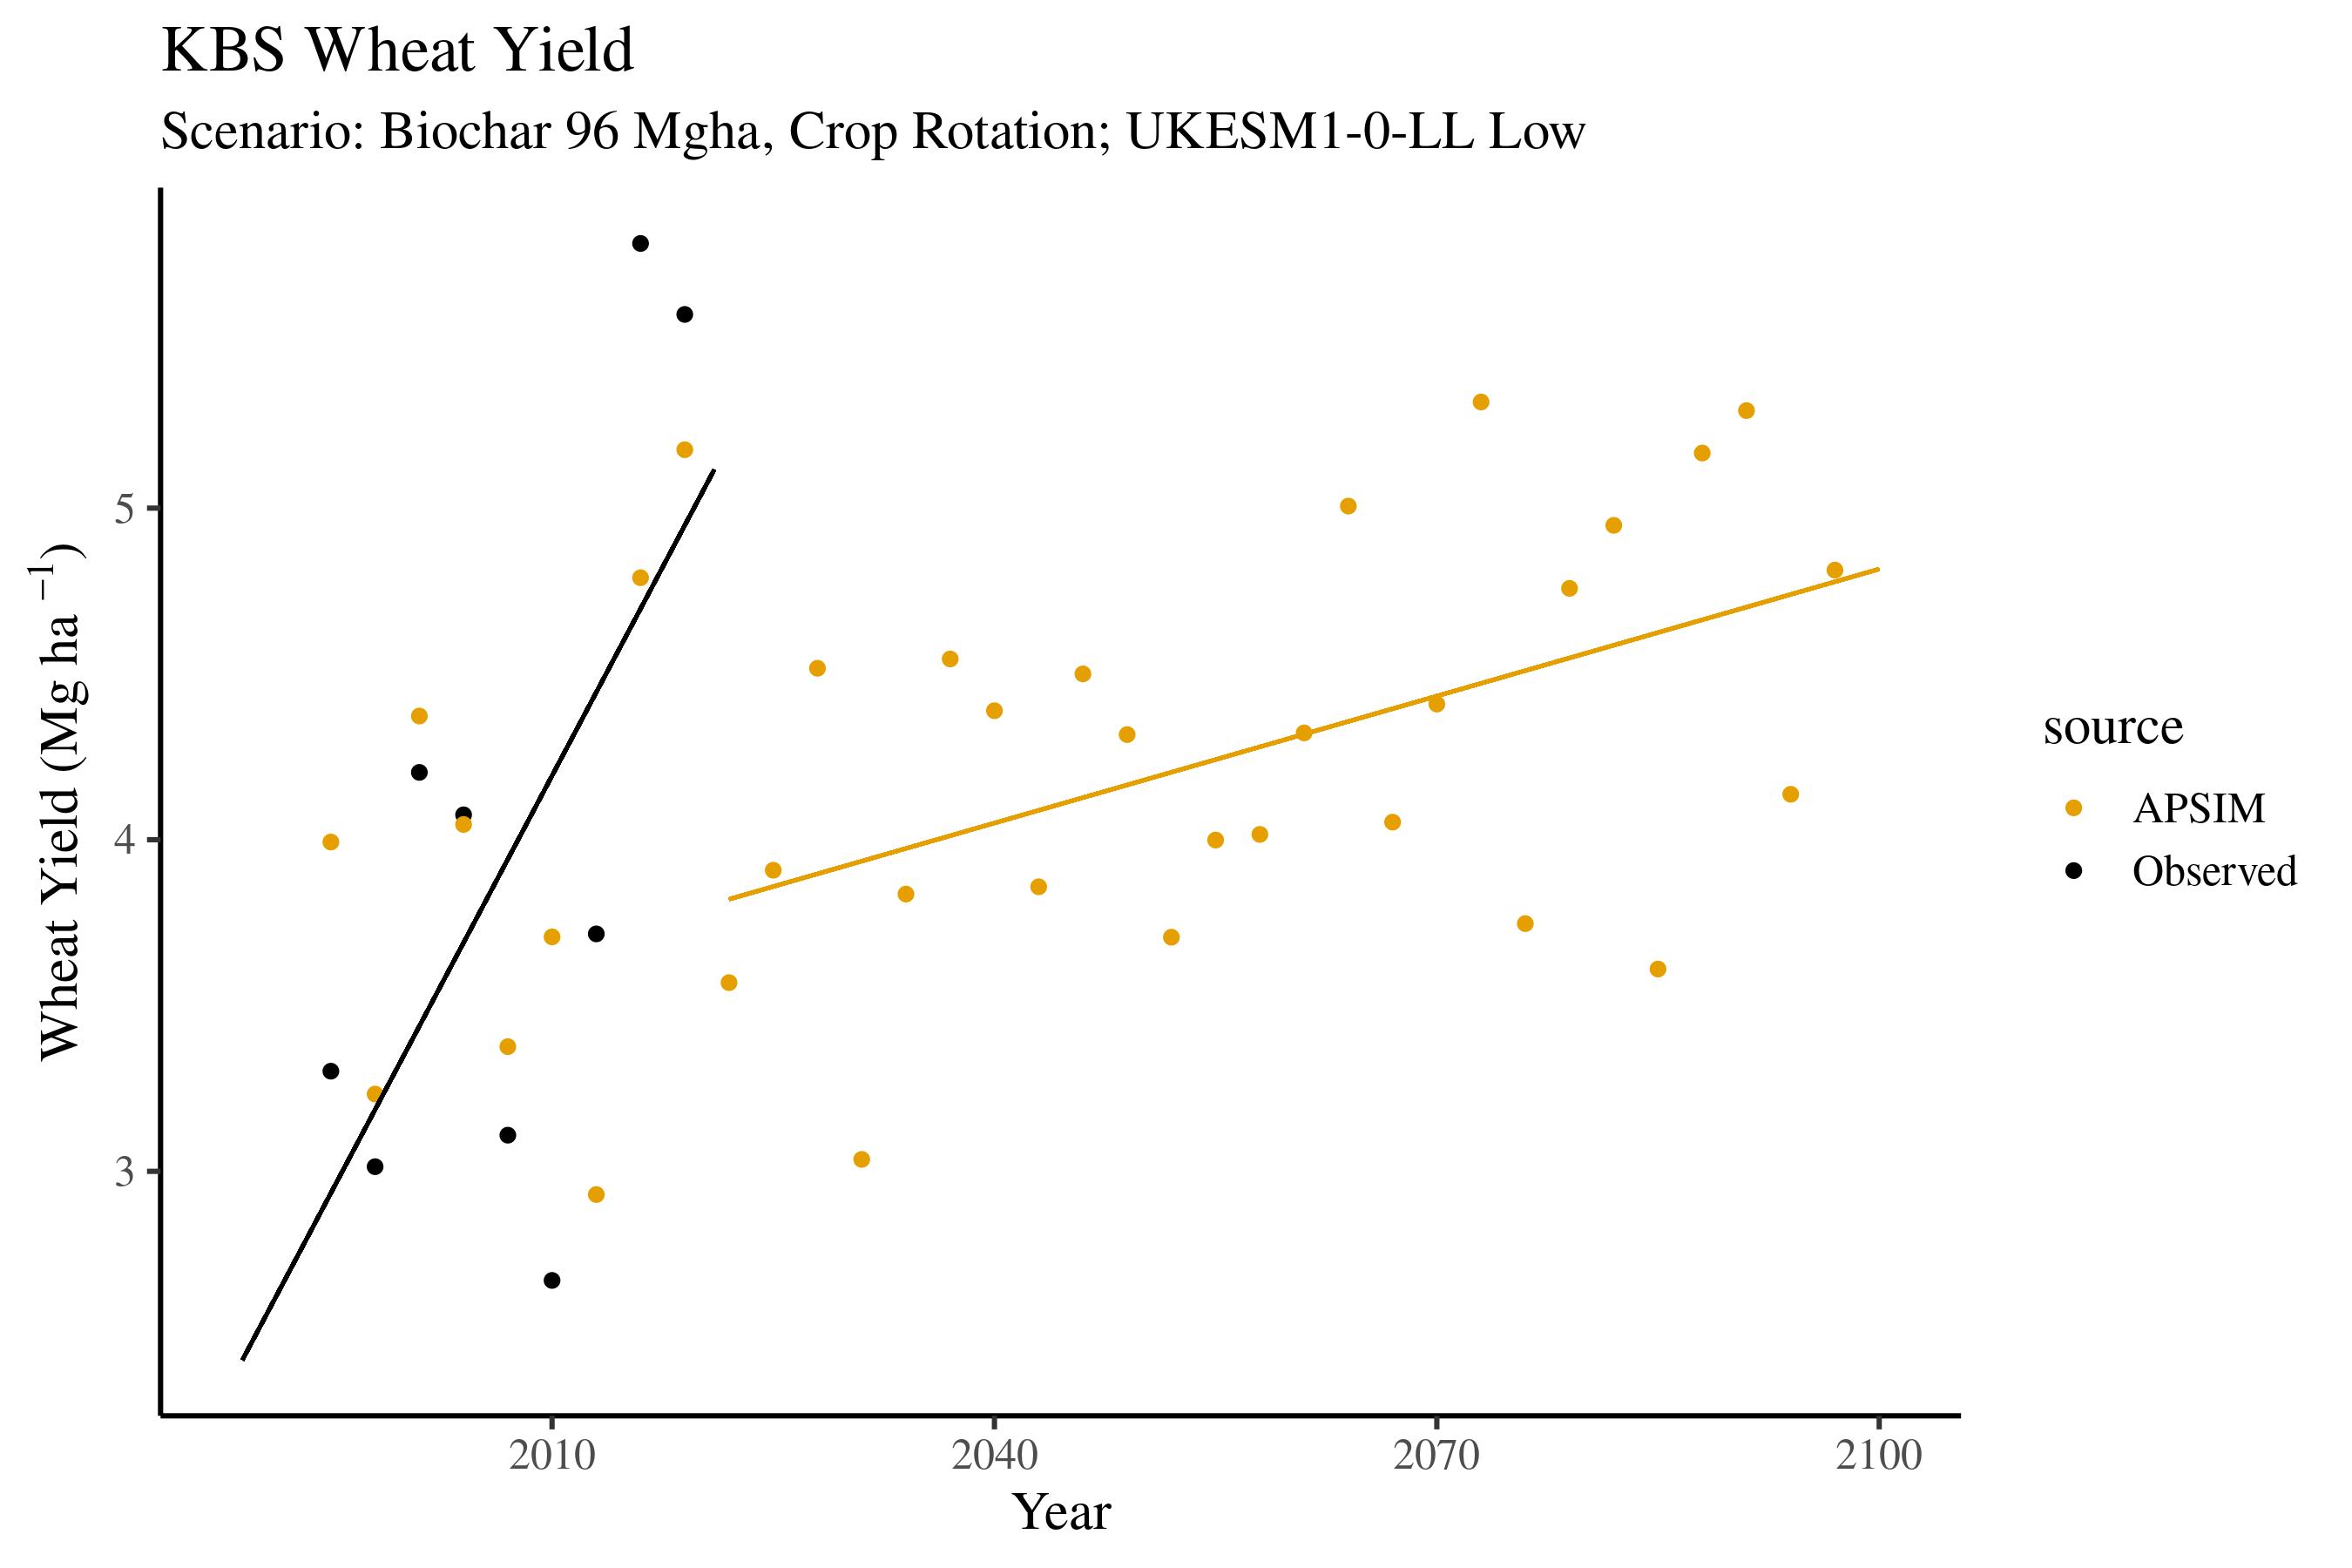 KBS Wheat Yield
Scenario: Biochar 96 Mgha, Crop Rotation; UKESM1-0-LL Low
Wheat Yield (Mg ha −1)
5
4
3
2010
2040
2070
2100
Year
source
APSIM
Observed